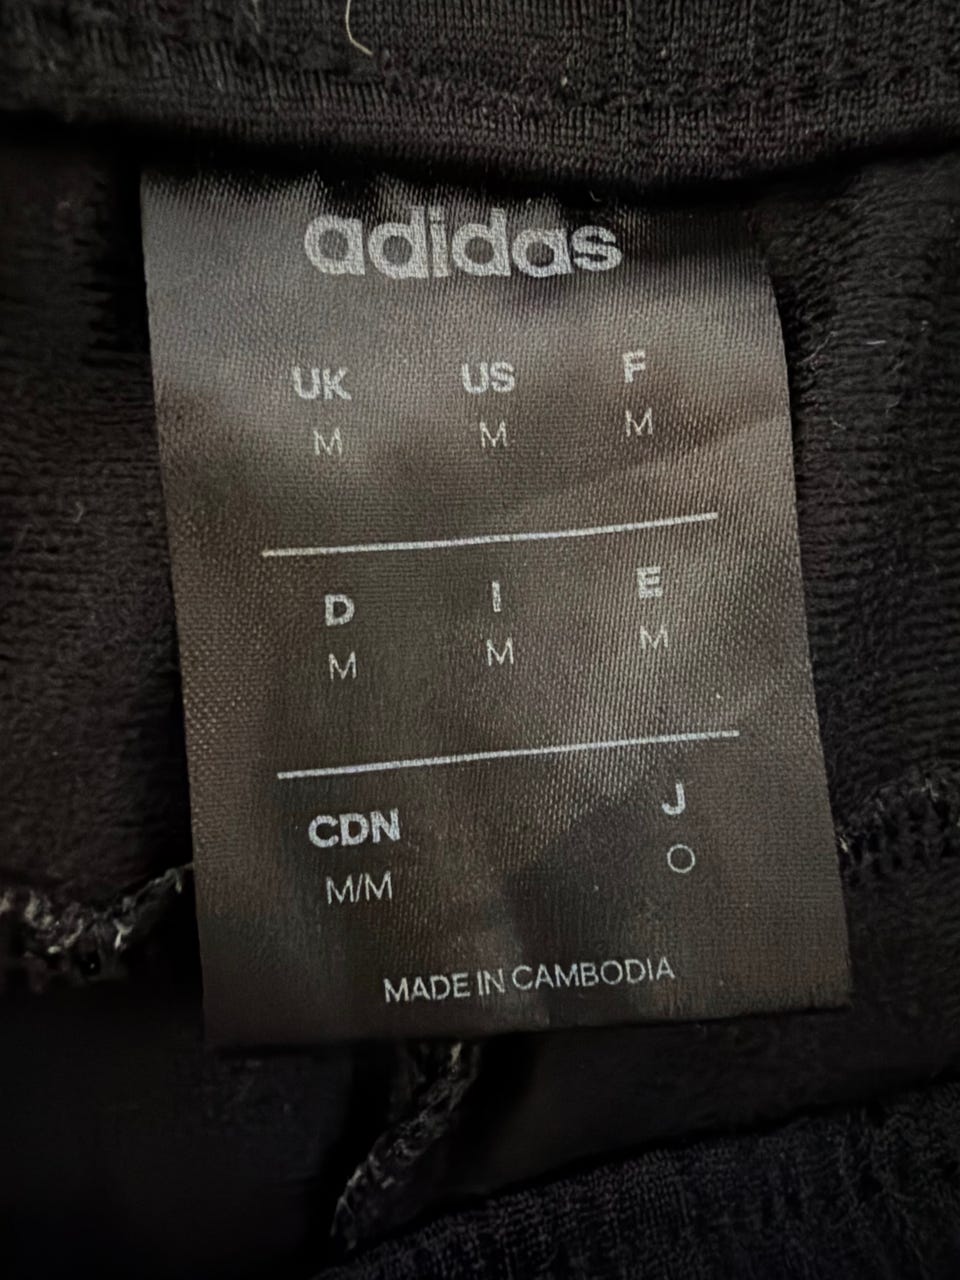 adidas
UK US F
M M M
D I E
M M M
CDN J
M/M O
MADE IN CAMBODIA